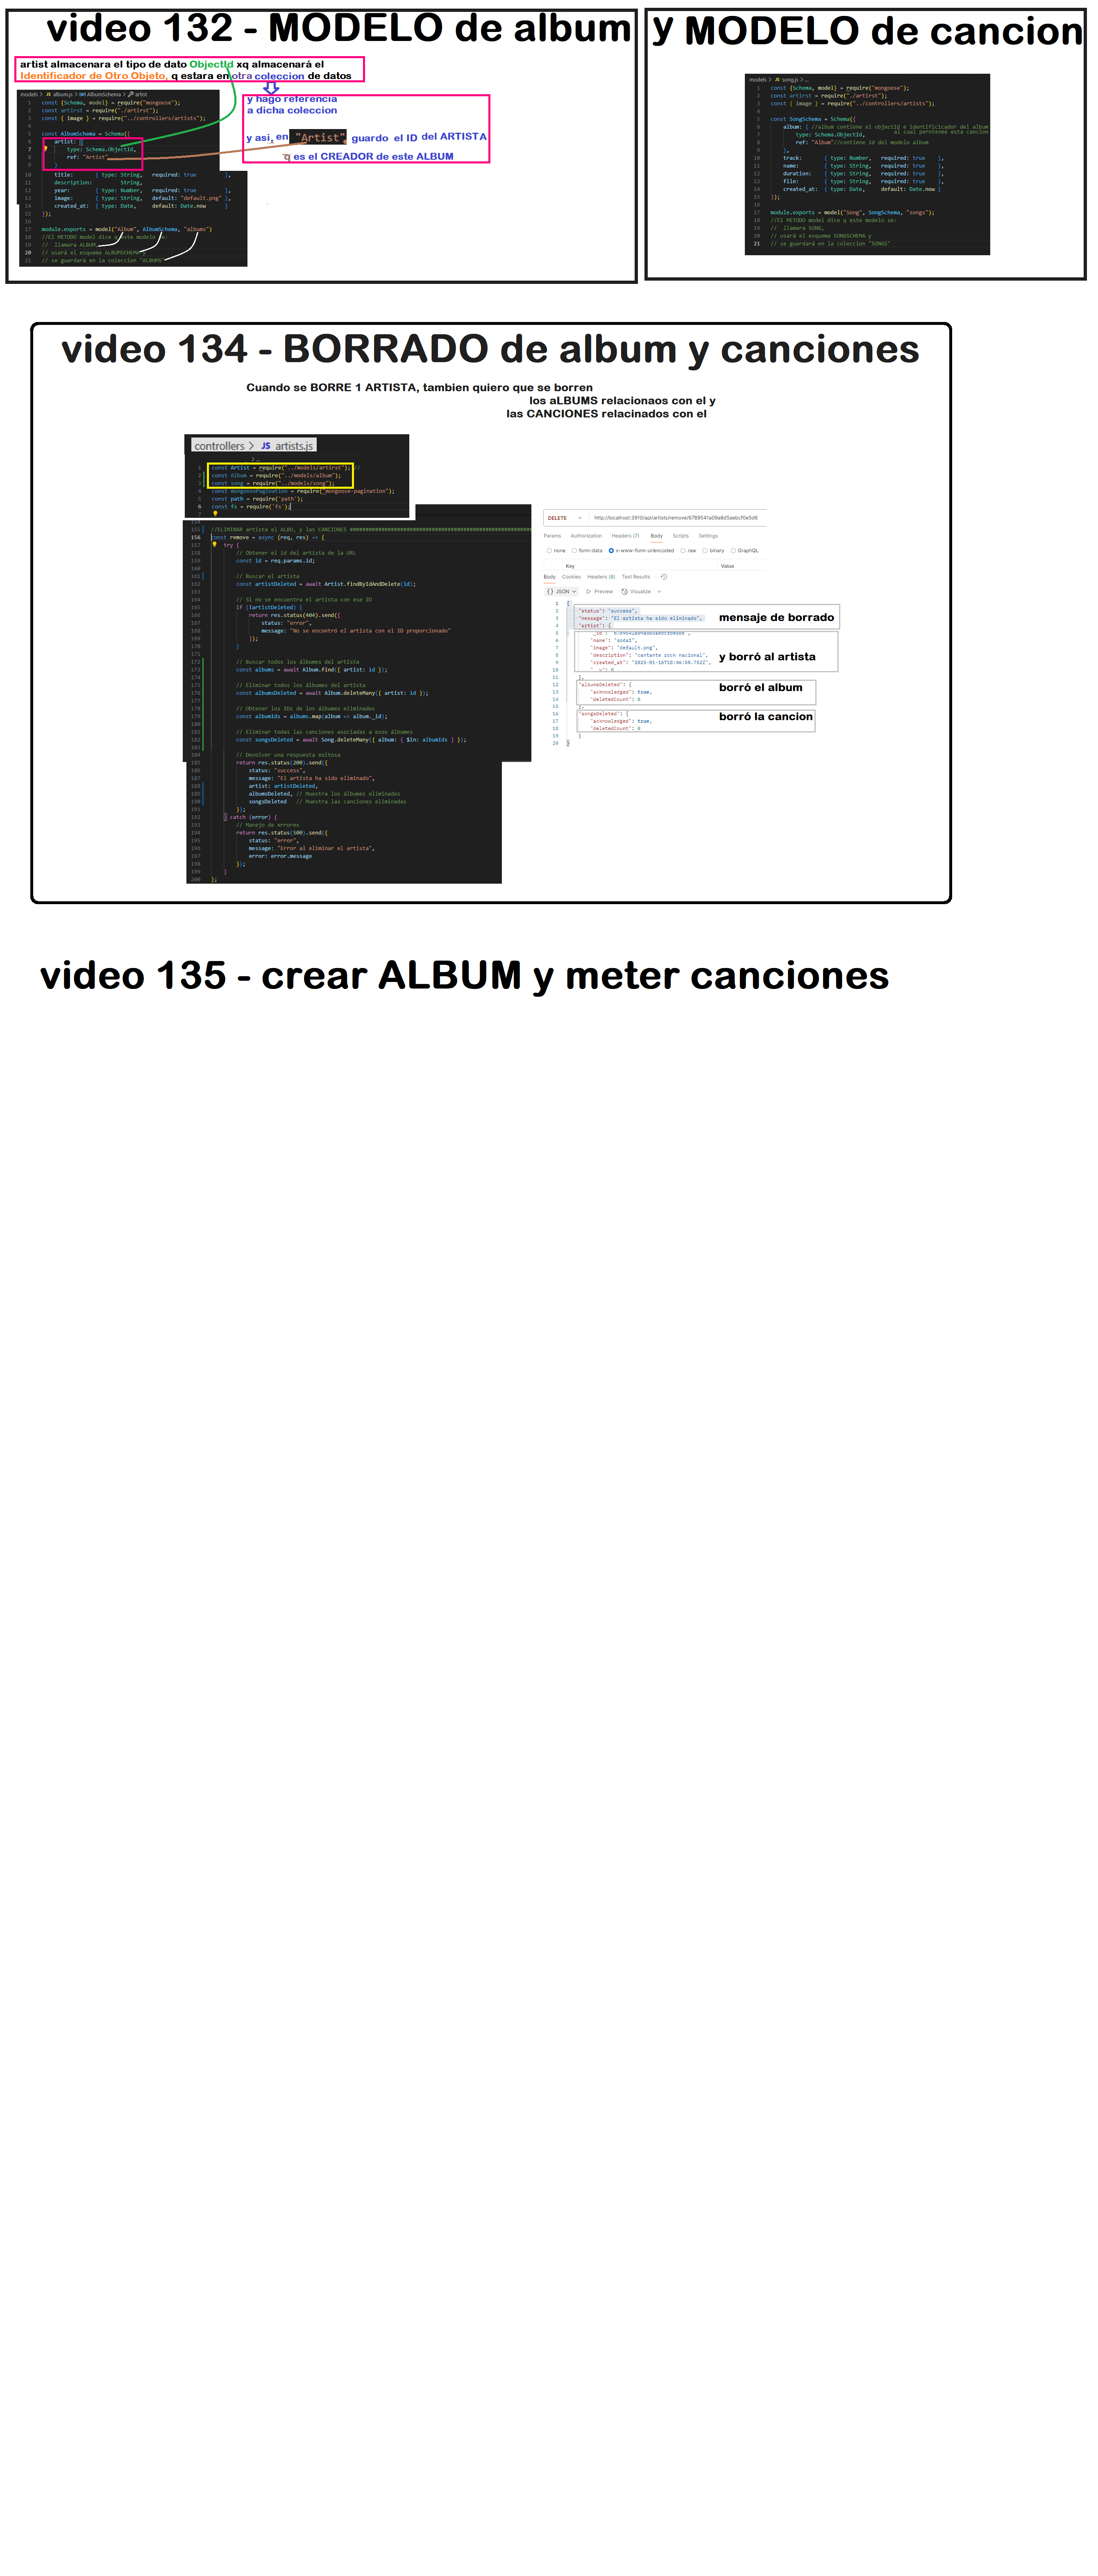 video 132 - MODELO de album
artist almacenara el tipo de dato ObjectId xq almacenará el
Identificador de Otro Objeto, q estara en otra coleccion de datos
models > JS album.js > AlbumSchema > artist
1 const {Schema, model} = require("mongoose");
2 const artirst = require("./artirst");
3 const { image } = require("../controllers/artists");
4
5 const AlbumSchema = Schema({
6 artist: {
7 type: Schema.ObjectId,
8 ref: "Artist"
9 }
10 title: { type: String, required: true },
11 description: String,
12 year: { type: Number, required: true },
13 image: { type: String, default: "default.png" },
14 created_at: { type: Date, default: Date.now }
15 });
16
17 module.exports = model("Album", AlbumSchema, "albums")
18 //El METODO model dice q este modelo se:
19 // llamara ALBUM,
20 // usará el esquema ALBUMSCHEMA y
21 // se guardará en la coleccion "ALBUMS"
y hago referencia
a dicha coleccion
y asi, en "Artist" guardo el ID del ARTISTA
q es el CREADOR de este ALBUM
y MODELO de cancion
models > JS song.js > ...
1 const {Schema, model} = require("mongoose");
2 const artirst = require("./artirst");
3 const { image } = require("../controllers/artists");
4
5 const SongSchema = Schema({
6 album: { //album contiene el objectId e identificicador del album
al cual perntenese esta cancion
7 type: Schema.ObjectId,
8 ref: "Album"//contiene id del modelo album
9 },
10 track: { type: Number, required: true },
11 name: { type: String, required: true },
12 duration: { type: String, required: true },
13 file: { type: String, required: true },
14 created_at: { type: Date, default: Date.now }
15 });
16
17 module.exports = model("Song", SongSchema, "songs");
18 //El METODO model dice q este modelo se:
19 // llamara SONG,
20 // usará el esquema SONGSCHEMA y
21 // se guardará en la coleccion "SONGS"
video 134 - BORRADO de album y canciones
Cuando se BORRE 1 ARTISTA, tambien quiero que se borren
los aLBUMS relacionaos con el y
las CANCIONES relacinados con el
controllers > JS artists.js
> ...
1 const Artist = require("../models/artirst"); //
2 const Album = require("../models/album");
3 const song = require("../models/song");
4 const mongoosePagination = require("mongoose-pagination");
5 const path = require('path');
6 const fs = require('fs');
7
154
155 //ELIMINAR artista el ALBU, y las CANCIONES ##########
156 const remove = async (req, res) => {
157 try {
158 // Obtener el id del artista de la URL
159 const id = req.params.id;
160
161 // Buscar el artista
162 const artistDeleted = await Artist.findByIdAndDelete(id);
163
164 // Si no se encuentra el artista con ese ID
165 if (!artistDeleted) {
166 return res.status(404).send({
167 status: "error",
168 message: "No se encontró el artista con el ID proporcionado"
169 });
170 }
171
172 // Buscar todos los álbumes del artista
173 const albums = await Album.find({ artist: id });
174
175 // Eliminar todos los álbumes del artista
176 const albumsDeleted = await Album.deleteMany({ artist: id });
177
178 // Obtener los IDs de los álbumes eliminados
179 const albumIds = albums.map(album => album._id);
180
181 // Eliminar todas las canciones asociadas a esos álbumes
182 const songsDeleted = await Song.deleteMany({ album: { $in: albumIds } });
183
184 // Devolver una respuesta exitosa
185 return res.status(200).send({
186 status: "success",
187 message: "El artista ha sido eliminado",
188 artist: artistDeleted,
189 albumsDeleted, // Muestra los álbumes eliminados
190 songsDeleted // Muestra las canciones eliminadas
191 });
192 } catch (error) {
193 // Manejo de errores
194 return res.status(500).send({
195 status: "error",
196 message: "Error al eliminar el artista",
197 error: error.message
198 });
199 }
200 };
DELETE http://localhost:3910/api/artists/remove/6789541a09a8d5aebcf0e5d6
Params Authorization Headers (7) Body Scripts Settings
none form-data x-www-form-urlencoded raw binary GraphQL
Key Value
Body Cookies Headers (8) Test Results
{} JSON Preview Visualize
1 {
2 "status": "success",
3 "message": "El artista ha sido eliminado",
4 "artist": {
5 "_id":
6 "name": "soda1",
7 "image": "default.png",
8 "description": "cantante rock nacional",
9 "created_at": "2025-01-16T18:46:50.752Z",
10 "__v": 0
11 },
12 "albumsDeleted": {
13 "acknowledged": true,
14 "deletedCount": 0
15 },
16 "songsDeleted": {
17 "acknowledged": true,
18 "deletedCount": 0
19 }
20 }
mensaje de borrado
y borró al artista
borró el album
borró la cancion
video 135 - crear ALBUM y meter canciones